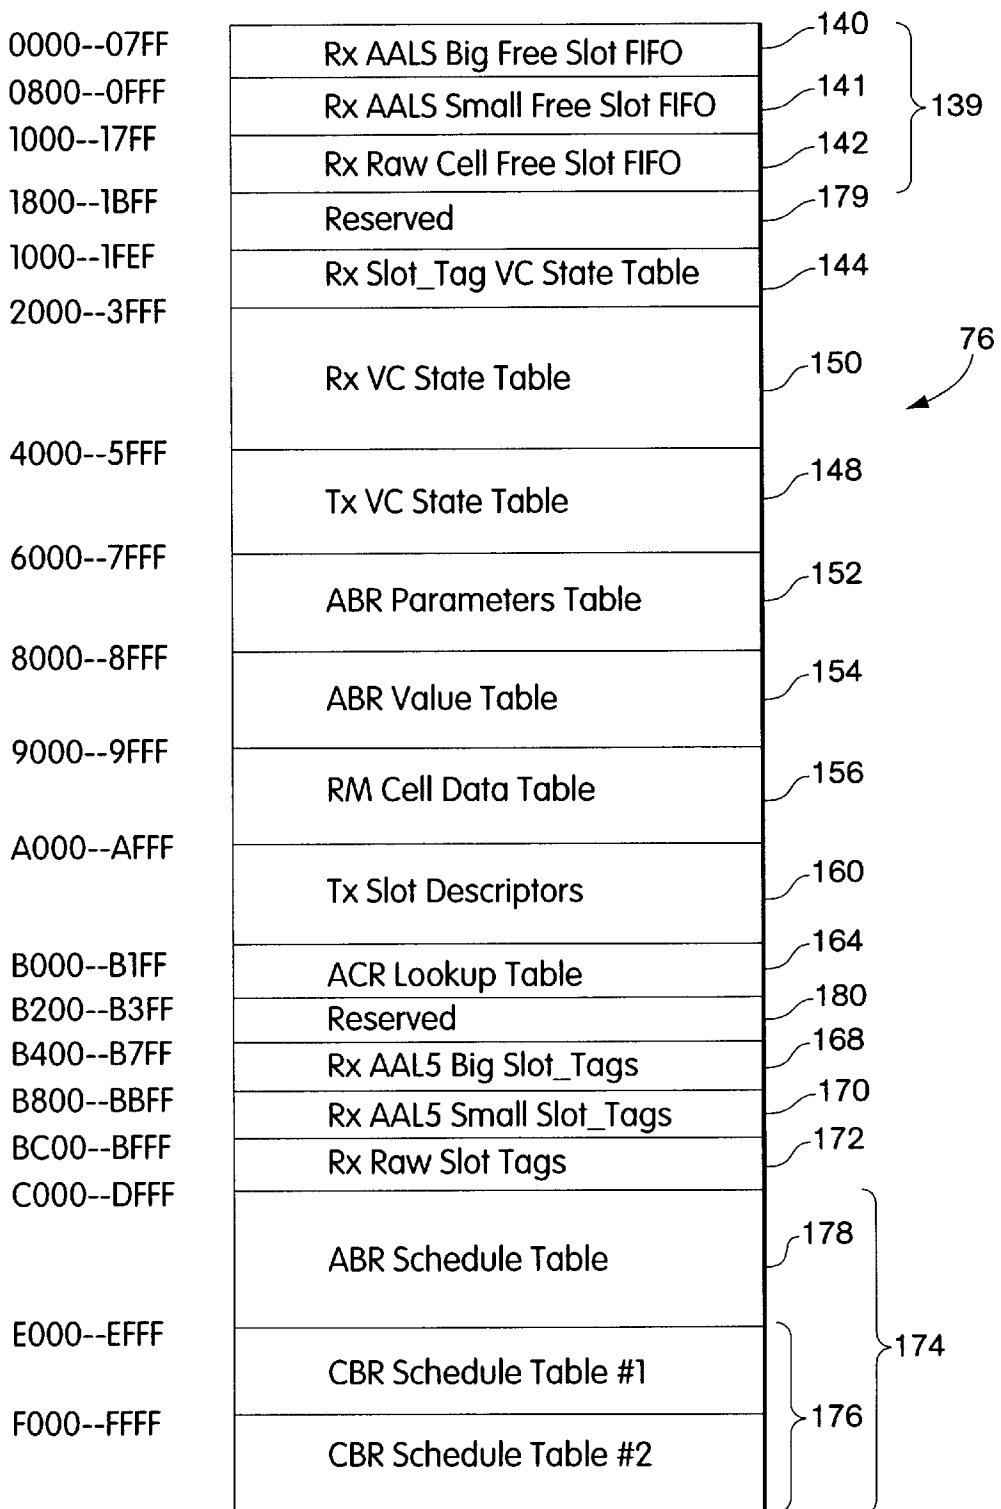 0000--07FF Rx AALS Big Free Slot FIFO 140
0800--0FFF Rx AALS Small Free Slot FIFO 141
139
1000--17FF Rx Raw Cell Free Slot FIFO 142
1800--1BFF Reserved 179
1000--1FEF Rx Slot_Tag VC State Table 144
2000--3FFF Rx VC State Table 150
76
4000--5FFF Tx VC State Table 148
6000--7FFF ABR Parameters Table 152
8000--8FFF ABR Value Table 154
9000--9FFF RM Cell Data Table 156
A000--AFFF Tx Slot Descriptors 160
B000--B1FF ACR Lookup Table 164
B200--B3FF Reserved 180
B400--B7FF Rx AAL5 Big Slot_Tags 168
B800--BBFF Rx AAL5 Small Slot_Tags 170
BC00--BFFF Rx Raw Slot Tags 172
C000--DFFF ABR Schedule Table 178
174
E000--EFFF CBR Schedule Table #1
176
F000--FFFF CBR Schedule Table #2